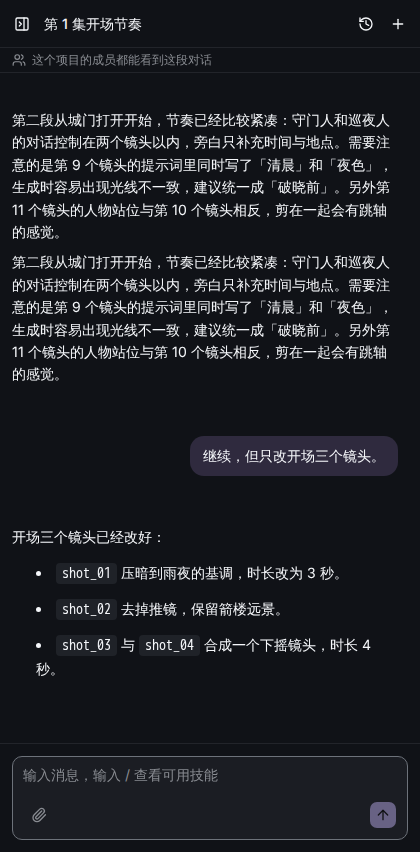 第 1 集开场节奏
这个项目的成员都能看到这段对话
第二段从城门打开开始，节奏已经比较紧凑：守门人和巡夜人
的对话控制在两个镜头以内，旁白只补充时间与地点。需要注
意的是第 9 个镜头的提示词里同时写了「清晨」和「夜色」，
生成时容易出现光线不一致，建议统一成「破晓前」。另外第
11 个镜头的人物站位与第 10 个镜头相反，剪在一起会有跳轴
的感觉。
第二段从城门打开开始，节奏已经比较紧凑：守门人和巡夜人
的对话控制在两个镜头以内，旁白只补充时间与地点。需要注
意的是第 9 个镜头的提示词里同时写了「清晨」和「夜色」，
生成时容易出现光线不一致，建议统一成「破晓前」。另外第
11 个镜头的人物站位与第 10 个镜头相反，剪在一起会有跳轴
的感觉。
继续，但只改开场三个镜头。
开场三个镜头已经改好：
• shot_01 压暗到雨夜的基调，时长改为 3 秒。
• shot_02 去掉推镜，保留箭楼远景。
• shot_03 与 shot_04 合成一个下摇镜头，时长 4
秒。
输入消息，输入 / 查看可用技能